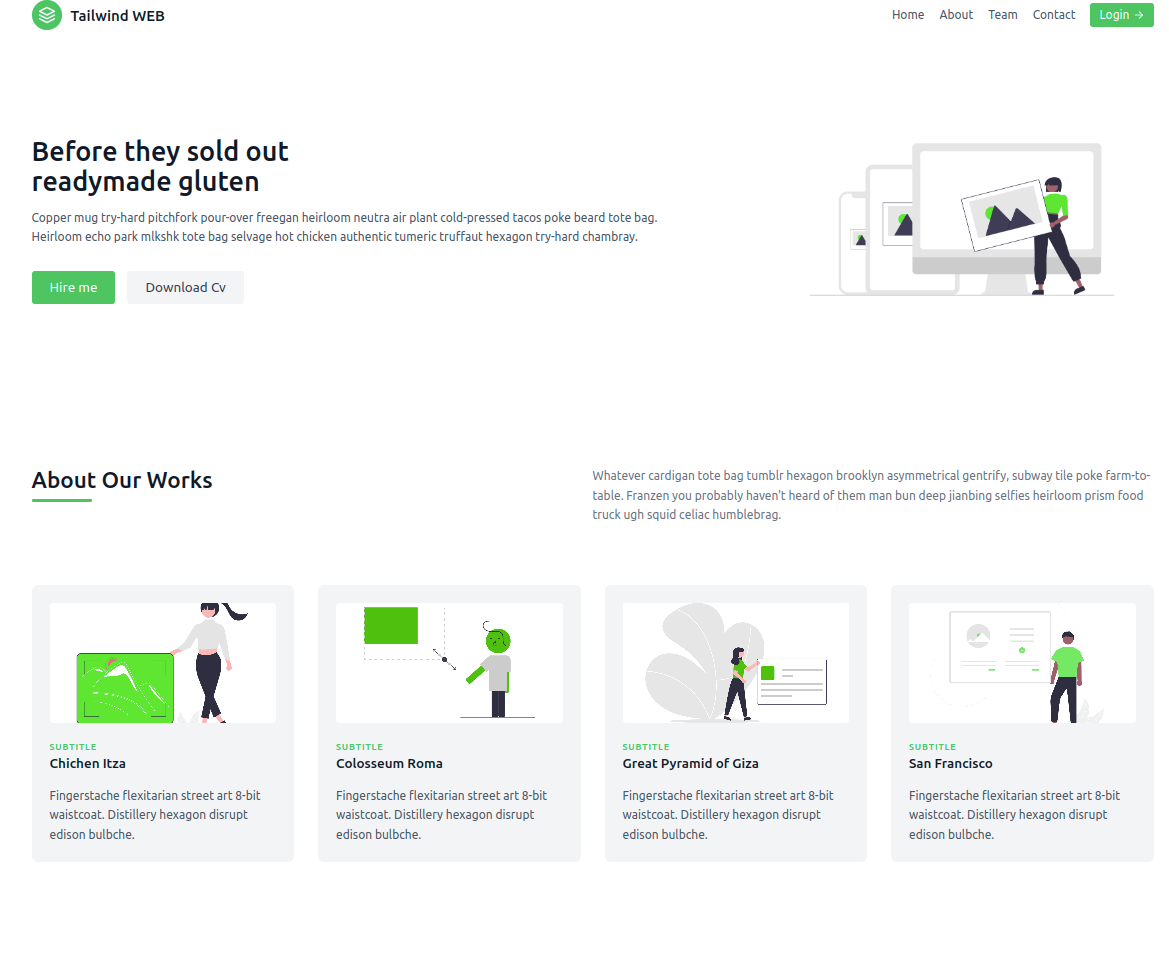 Tailwind WEB
Home About Team Contact Login →
Before they sold out
readymade gluten
Copper mug try-hard pitchfork pour-over freegan heirloom neutra air plant cold-pressed tacos poke beard tote bag.
Heirloom echo park mlkshk tote bag selvage hot chicken authentic tumeric truffaut hexagon try-hard chambray.
Hire me
Download Cv
About Our Works
Whatever cardigan tote bag tumblr hexagon brooklyn asymmetrical gentrify, subway tile poke farm-to-
table. Franzen you probably haven't heard of them man bun deep jianbing selfies heirloom prism food
truck ugh squid celiac humblebrag.
SUBTITLE
Chichen Itza
Fingerstache flexitarian street art 8-bit
waistcoat. Distillery hexagon disrupt
edison bulbche.
SUBTITLE
Colosseum Roma
Fingerstache flexitarian street art 8-bit
waistcoat. Distillery hexagon disrupt
edison bulbche.
SUBTITLE
Great Pyramid of Giza
Fingerstache flexitarian street art 8-bit
waistcoat. Distillery hexagon disrupt
edison bulbche.
SUBTITLE
San Francisco
Fingerstache flexitarian street art 8-bit
waistcoat. Distillery hexagon disrupt
edison bulbche.